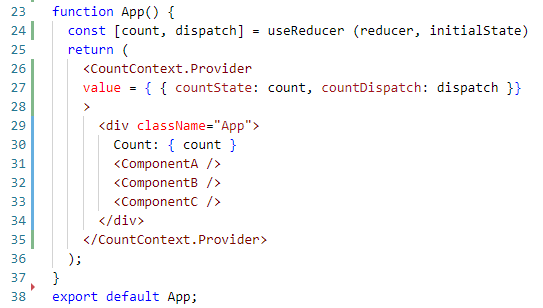 23 function App() {
24 const [count, dispatch] = useReducer (reducer, initialState)
25 return (
26 <CountContext.Provider
27 value = { { countState: count, countDispatch: dispatch }}
28 >
29 <div className="App">
30 Count: { count }
31 <ComponentA />
32 <ComponentB />
33 <ComponentC />
34 </div>
35 </CountContext.Provider>
36 );
37 }
38 export default App;